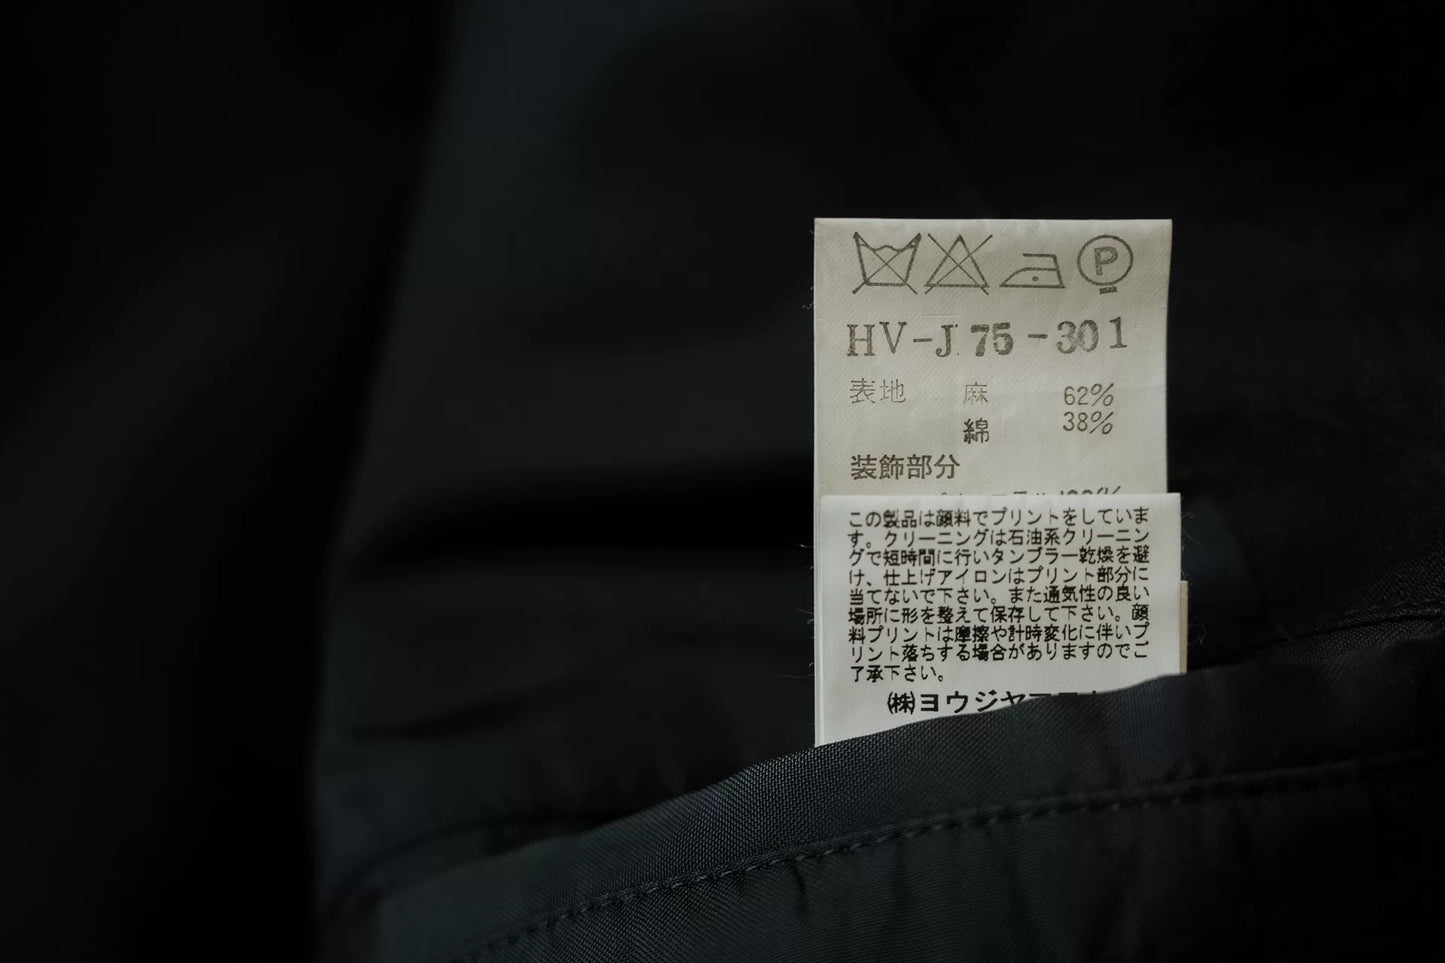 P
HV-J 75-301
表地 麻 62%
綿 38%
装飾部分
この製品は顔料でプリントをしていま
す。クリーニングは石油系クリーニン
グで短時間に行いタンブラー乾燥を避
け、仕上げアイロンはプリント部分に
当てないで下さい。また通気性の良い
場所に形を整えて保存して下さい。顔
料プリントは摩擦や計時変化に伴いプ
リント落ちする場合がありますのでご
了承下さい。
㈱ヨウジヤマモト